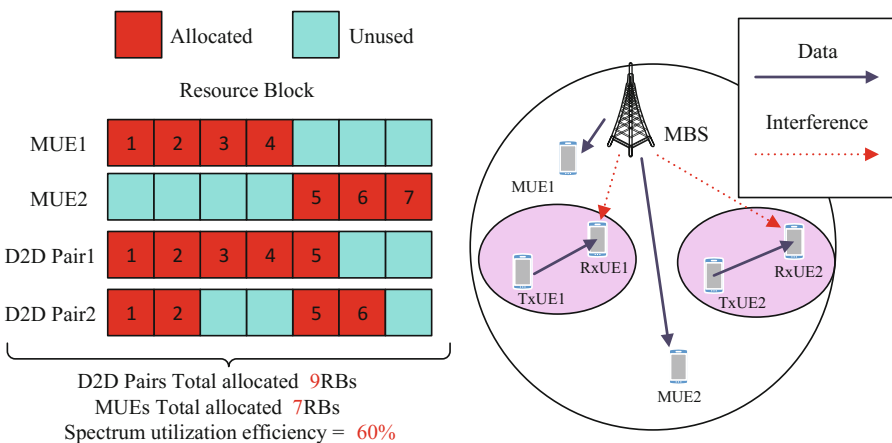 Allocated
Unused
Resource Block
MUE1 1 2 3 4
MUE2 5 6 7
D2D Pair1 1 2 3 4 5
D2D Pair2 1 2 5 6
D2D Pairs Total allocated 9RBs
MUEs Total allocated 7RBs
Spectrum utilization efficiency = 60%
Data
Interference
MBS
MUE1
RxUE1
TxUE1
RxUE2
TxUE2
MUE2